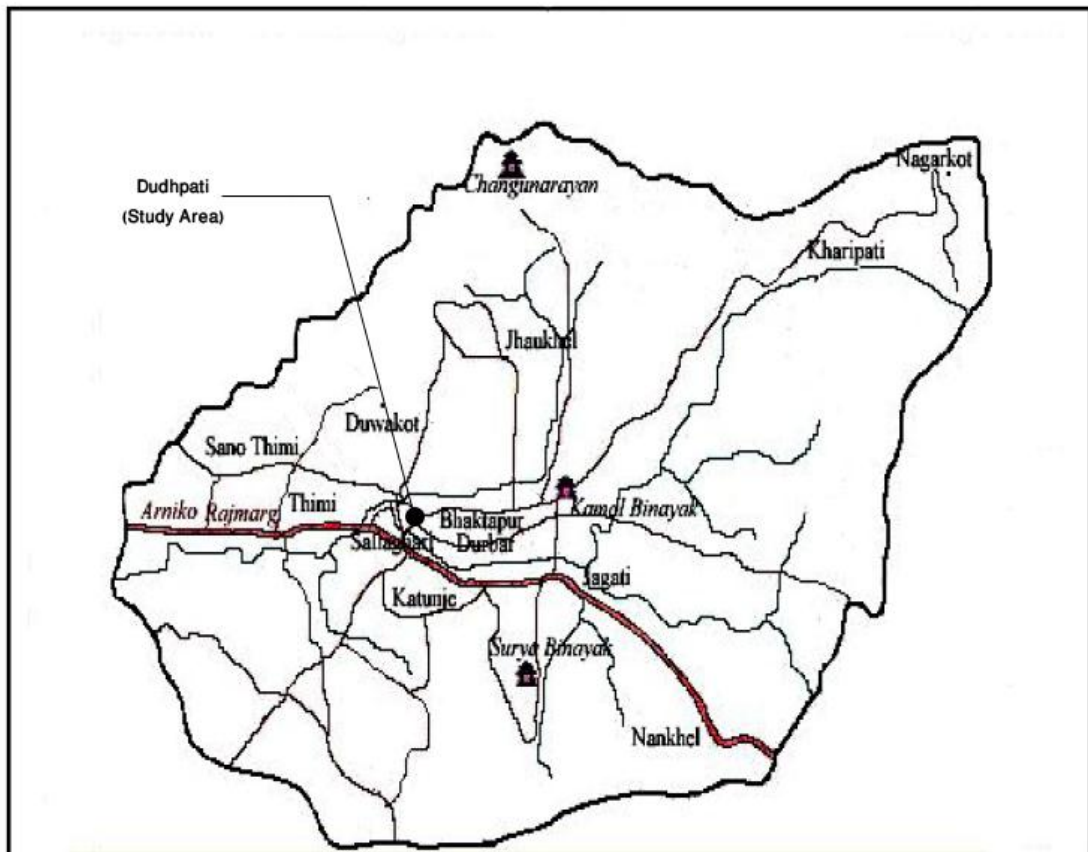 Changunarayan
Nagarkot
Dudhpati
(Study Area)
Kharipati
Jhaukhel
Duwakot
Sano Thimi
Thimi
Arniko Rajmarg
Kamal Binayak
Bhaktapur
Durbar
Sallaghari
Jagati
Katunje
Surya Binayak
Nankhel